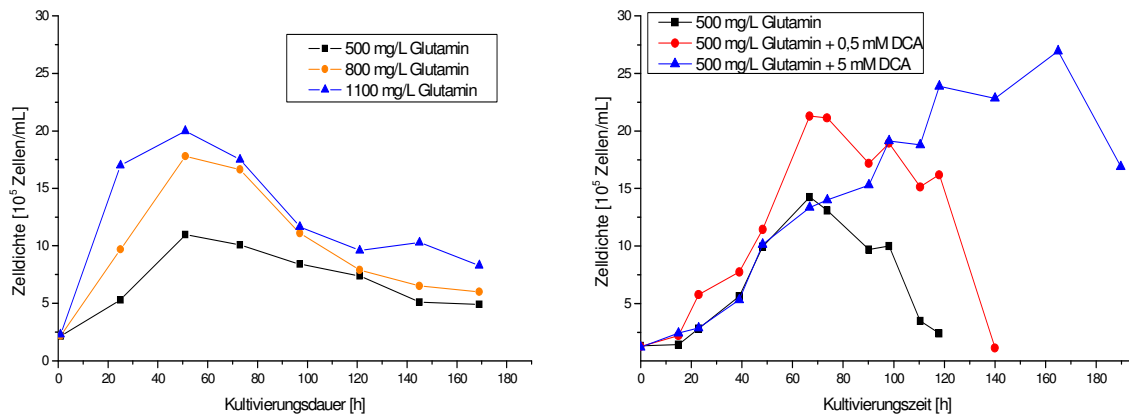 30
25
20
15
10
5
0
0 20 40 60 80 100 120 140 160 180
Zelldichte [10⁵ Zellen/mL]
Kultivierungsdauer [h]
500 mg/L Glutamin
800 mg/L Glutamin
1100 mg/L Glutamin
30
25
20
15
10
5
0 20 40 60 80 100 120 140 160 180
Zelldichte [10⁵ Zellen/mL]
Kultivierungszeit [h]
500 mg/L Glutamin
500 mg/L Glutamin + 0,5 mM DCA
500 mg/L Glutamin + 5 mM DCA